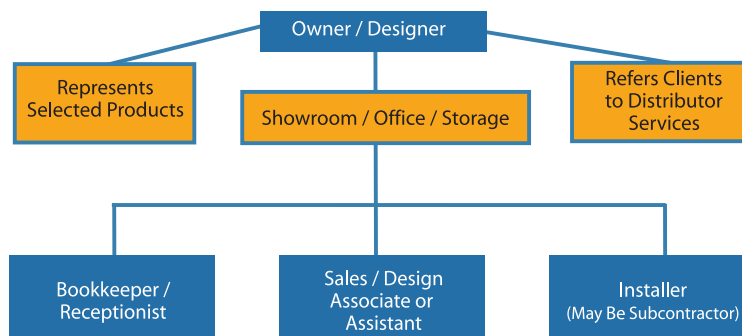 Owner / Designer
Represents
Selected Products
Showroom / Office / Storage
Refers Clients
to Distributor
Services
Bookkeeper /
Receptionist
Sales / Design
Associate or
Assistant
Installer
(May Be Subcontractor)